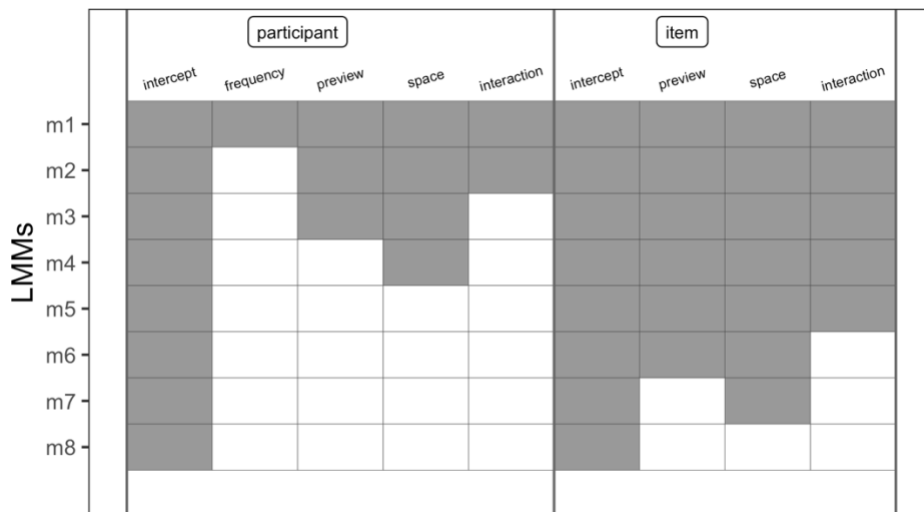 participant item
intercept frequency preview space interaction intercept preview space interaction
m1
m2
m3
m4
m5
m6
m7
m8
LMMs